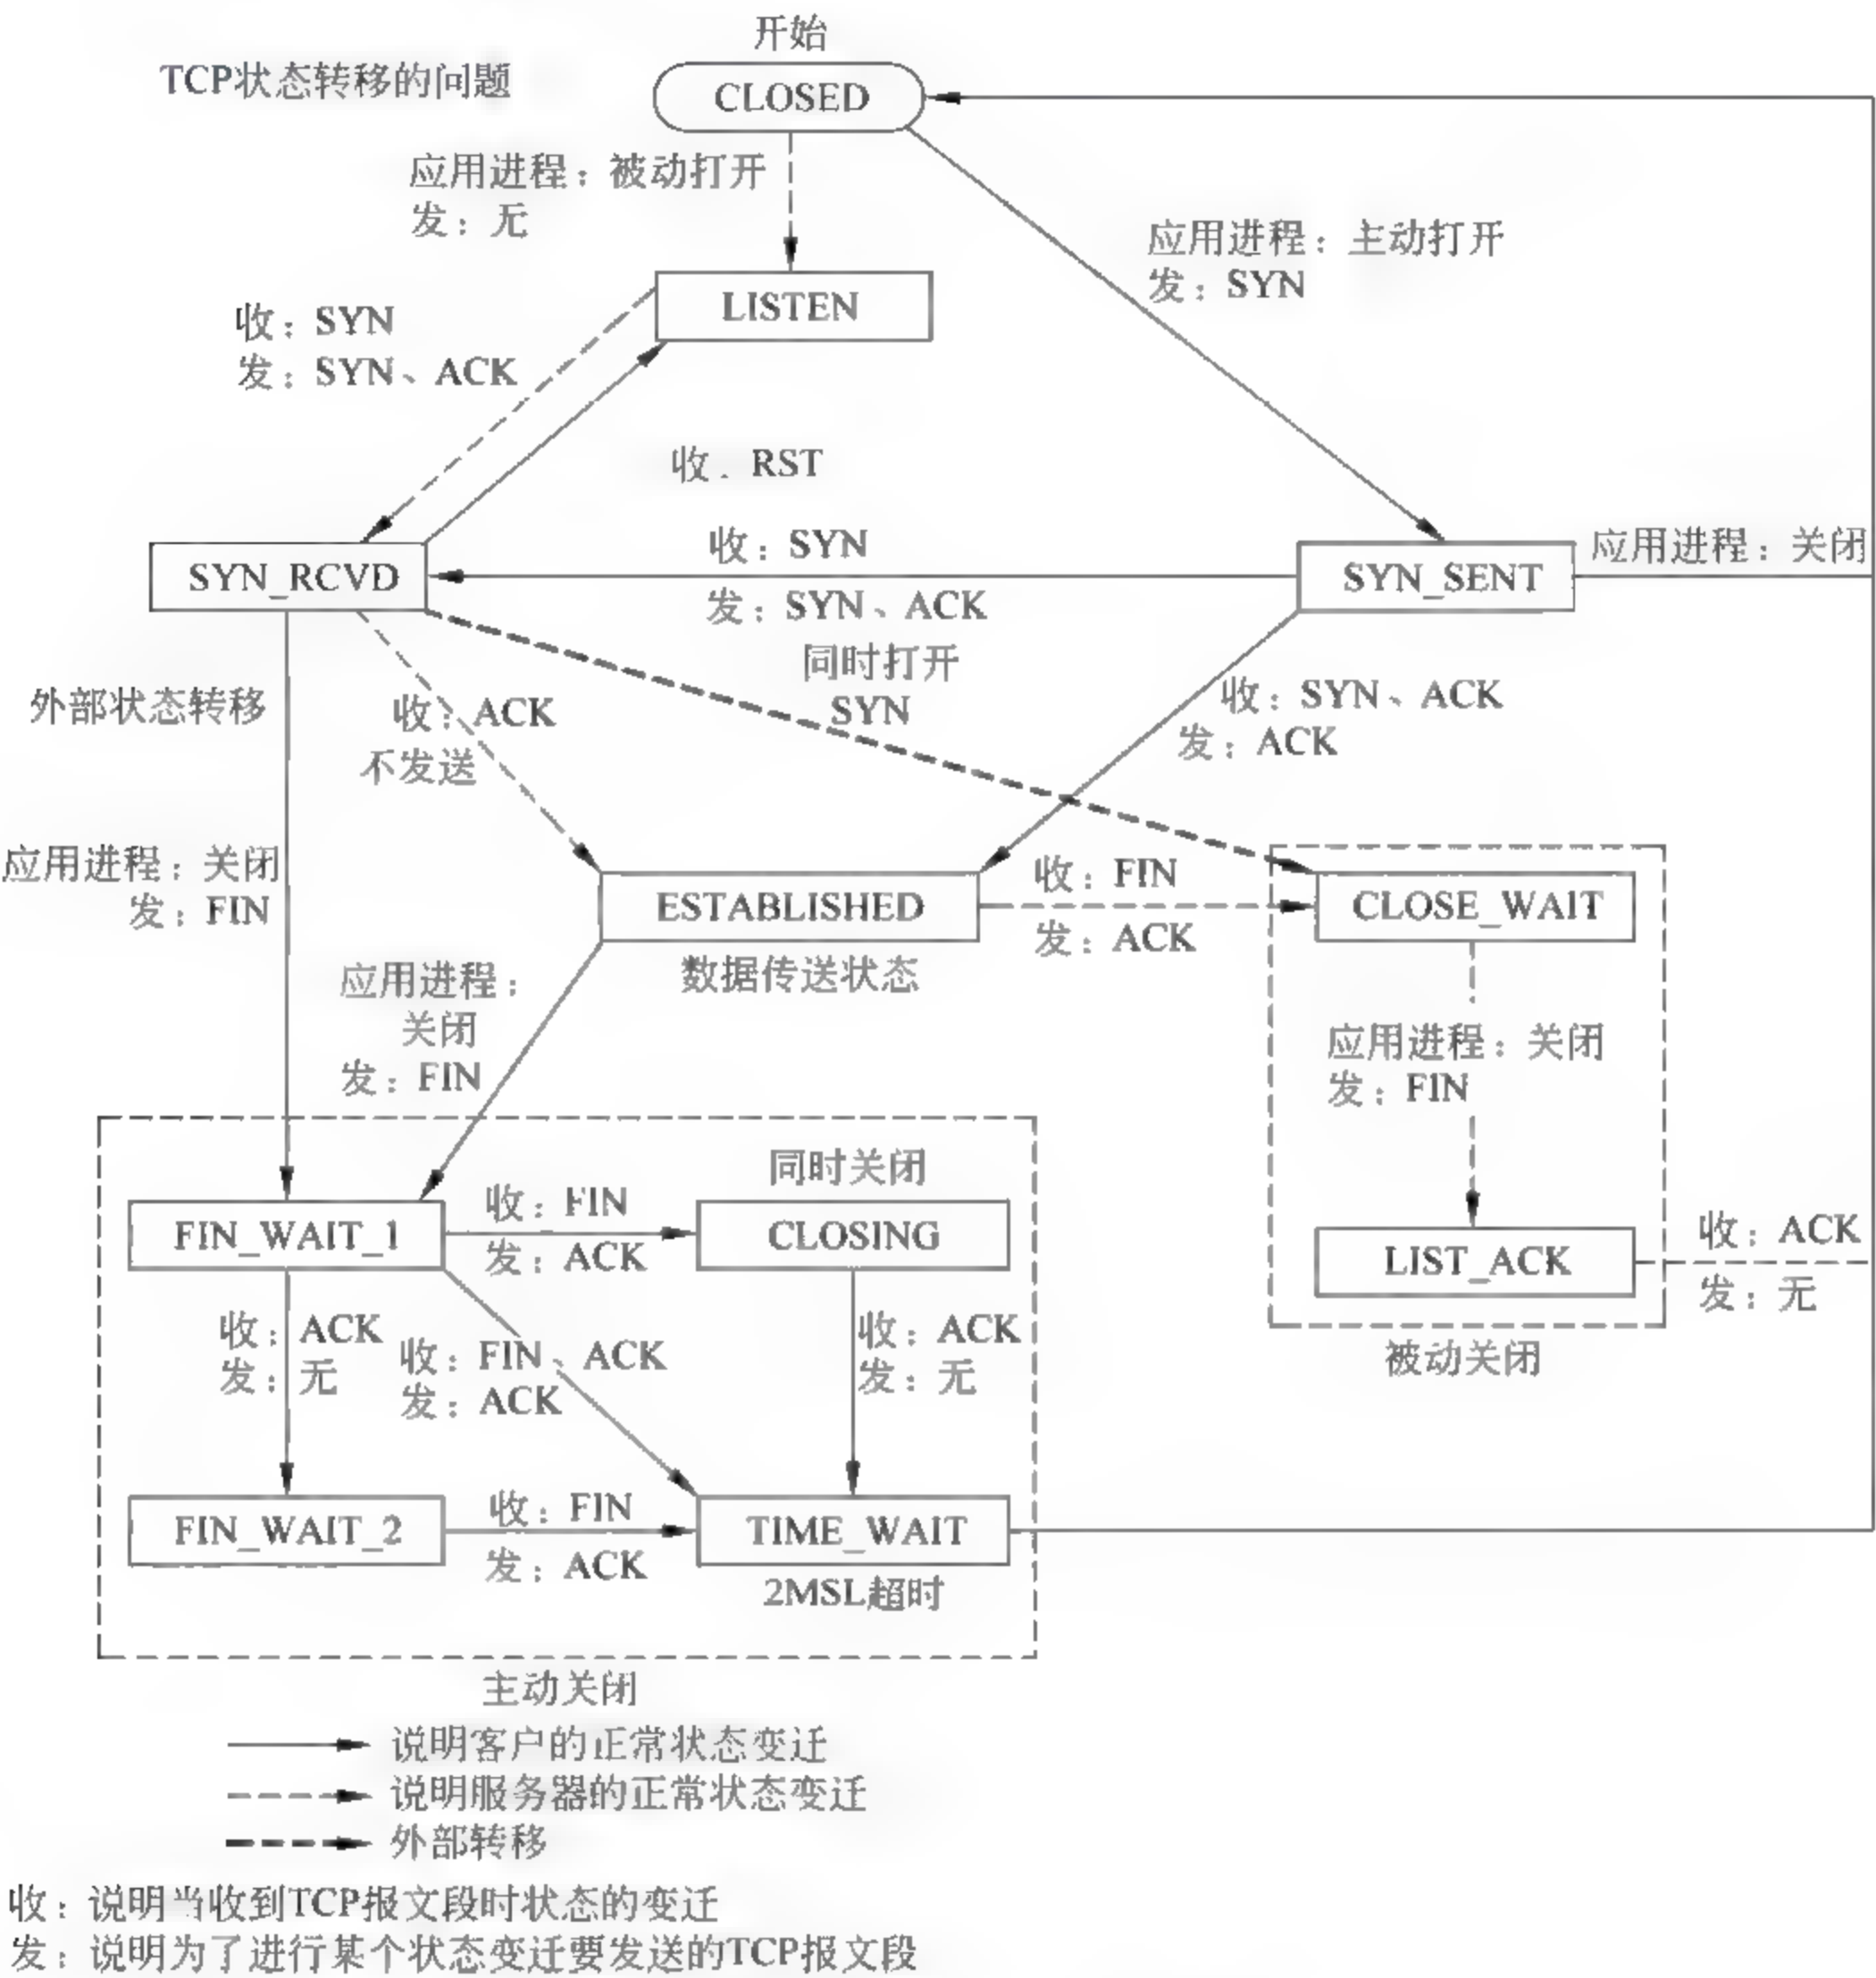 开始
TCP状态转移的问题
CLOSED
应用进程：被动打开
发：无
应用进程：主动打开
发：SYN
LISTEN
收：SYN
发：SYN、ACK
收．RST
收：SYN
SYN_RCVD
SYN_SENT
应用进程：关闭
发：SYN、ACK
同时打开
SYN
外部状态转移
收：ACK
不发送
收：SYN、ACK
发：ACK
应用进程：关闭
发：FIN
ESTABLISHED
数据传送状态
收：FIN
发：ACK
CLOSE_WAIT
应用进程：
关闭
发：FIN
应用进程：关闭
发：FIN
同时关闭
FIN_WAIT_1
收：FIN
发：ACK
CLOSING
LIST_ACK
收：ACK
发：无
被动关闭
收：ACK
发：无
收：FIN、ACK
发：ACK
收：ACK
发：无
FIN_WAIT_2
收：FIN
发：ACK
TIME_WAIT
2MSL超时
主动关闭
说明客户的正常状态变迁
说明服务器的正常状态变迁
外部转移
收：说明当收到TCP报文段时状态的变迁
发：说明为了进行某个状态变迁要发送的TCP报文段